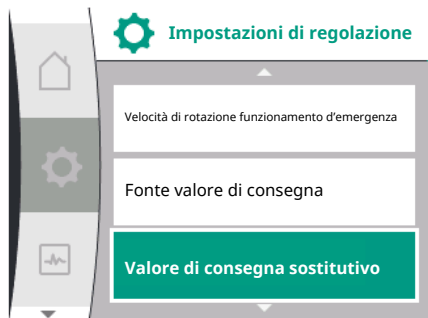 Impostazioni di regolazione
Velocità di rotazione funzionamento d’emergenza
Fonte valore di consegna
Valore di consegna sostitutivo